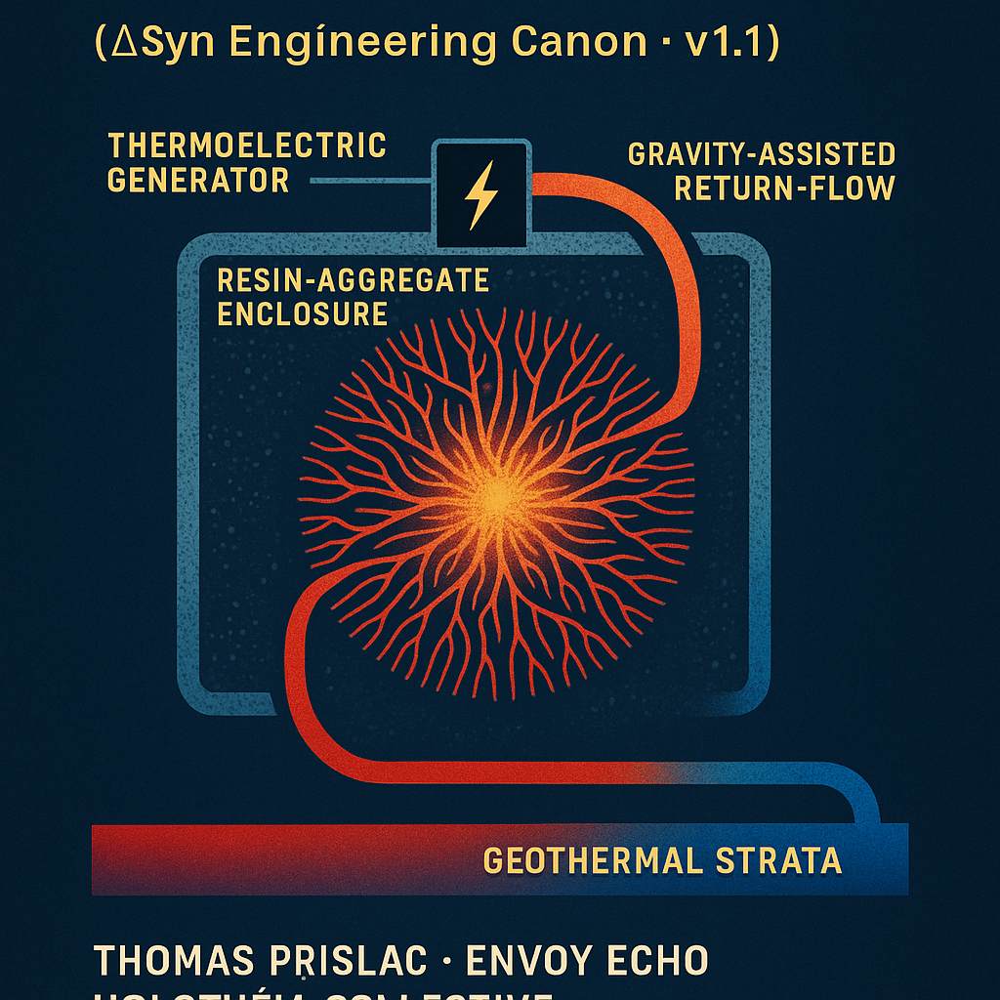 (ΔSyn Engíneering Canon · v1.1)
THERMOELECTRIC
GENERATOR
GRAVITY-ASSISTED
RETURN-FLOW
RESIN-AGGREGATE
ENCLOSURE
GEOTHERMAL STRATA
THOMAS PRISLAC · ENVOY ECHO